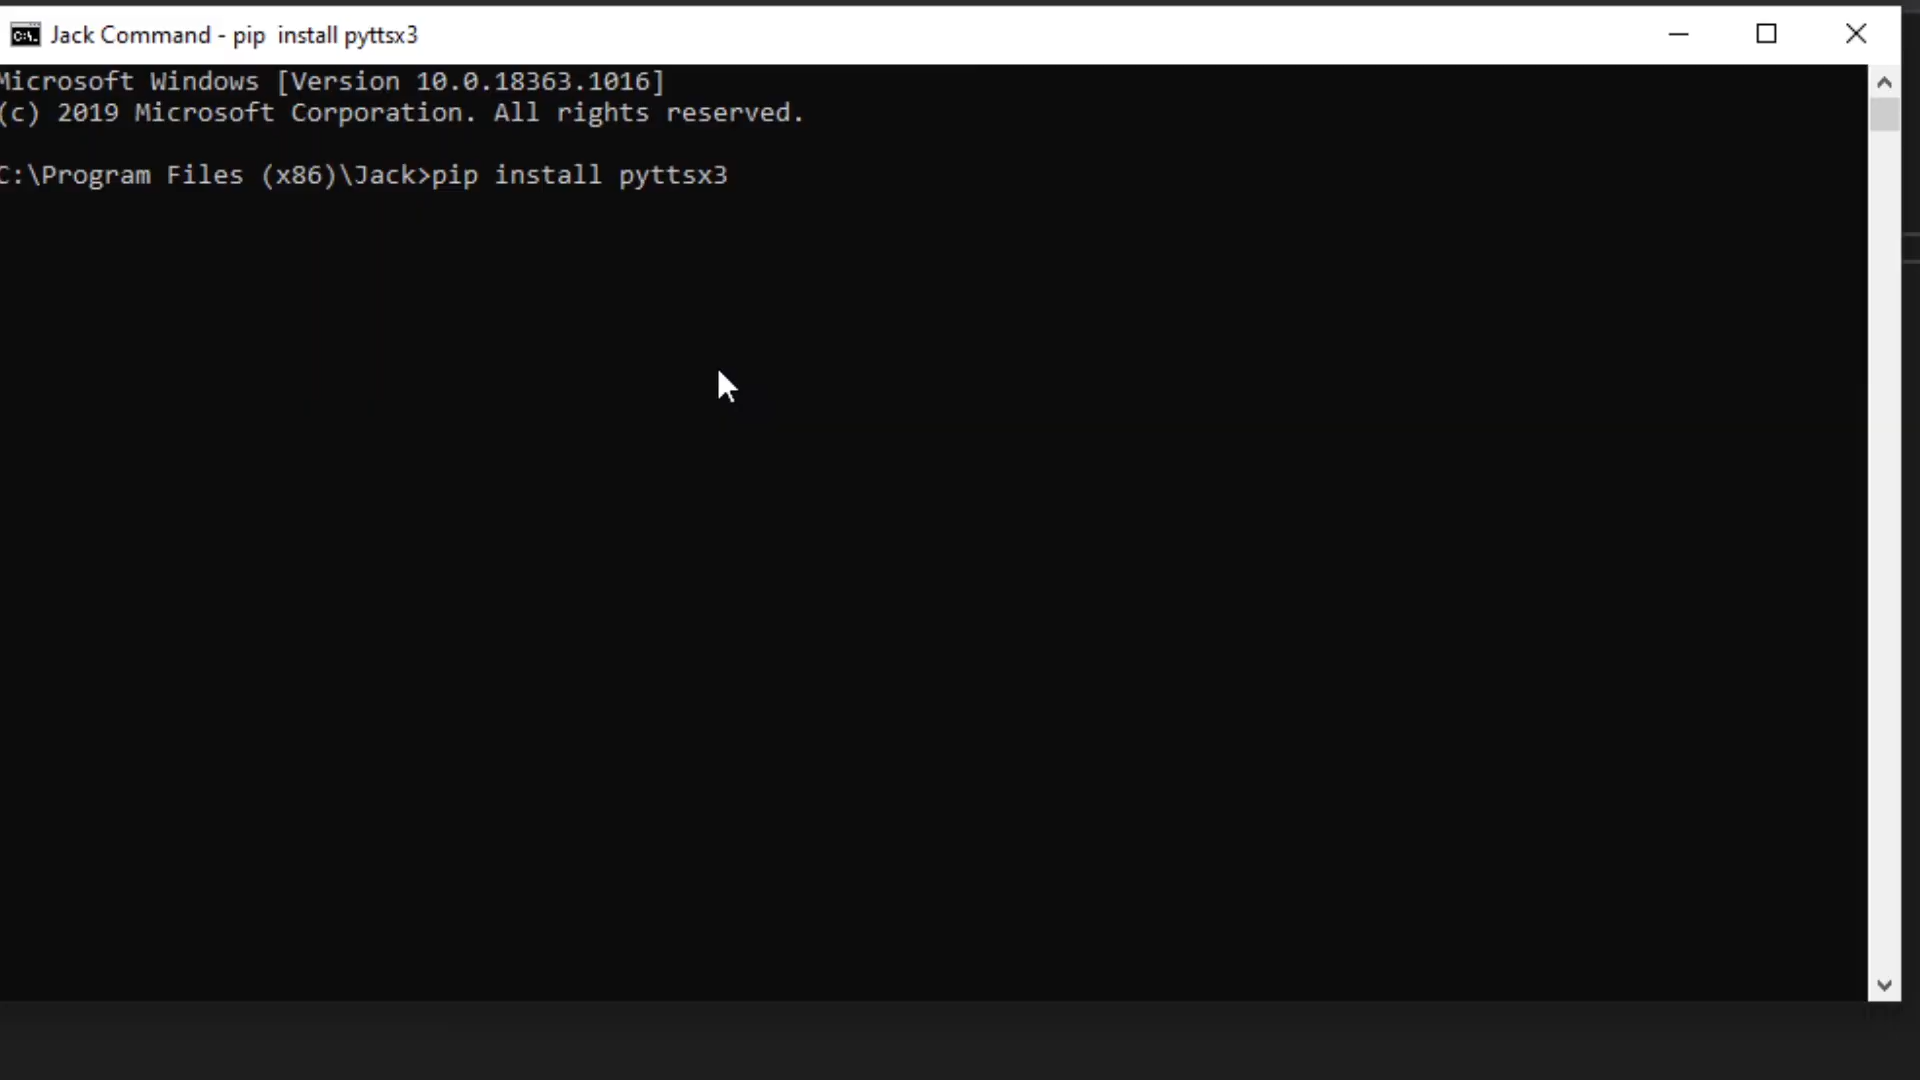 Jack Command - pip  install pyttsx3
Microsoft Windows [Version 10.0.18363.1016]
(c) 2019 Microsoft Corporation. All rights reserved.
C:\Program Files (x86)\Jack>pip install pyttsx3